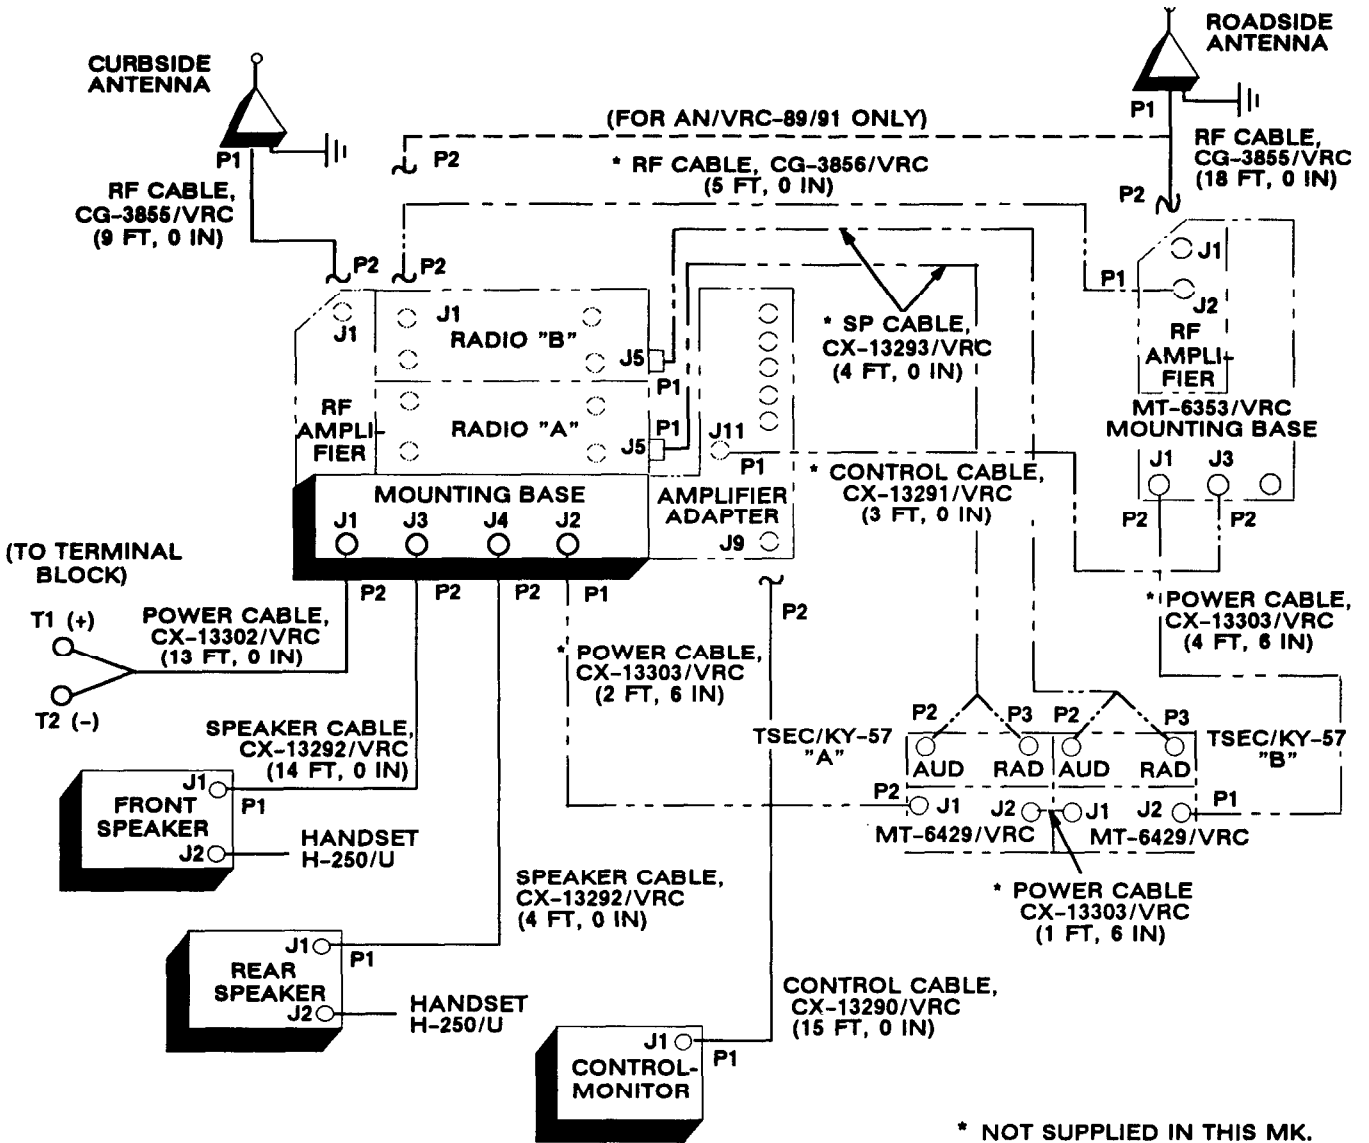 ROADSIDE
ANTENNA
CURBSIDE
ANTENNA
P1
(FOR AN/VRC-89/91 ONLY)
P2
P1
RF CABLE,
CG-3855/VRC
(18 FT, 0 IN)
P2
* RF CABLE, CG-3856/VRC
(5 FT, 0 IN)
RF CABLE,
CG-3855/VRC
(9 FT, 0 IN)
P2
P2
P1
J1
J2
RF
AMPLI-
FIER
MT-6353/VRC
MOUNTING BASE
J1
J3
P2
P2
J1
J1
RADIO "B"
J5
P1
* SP CABLE,
CX-13293/VRC
(4 FT, 0 IN)
RF
AMPLI-
FIER
RADIO "A"
P1
J5
J11
P1
* CONTROL CABLE,
CX-13291/VRC
(3 FT, 0 IN)
MOUNTING BASE
J1
J3
J4
J2
AMPLIFIER
ADAPTER
J9
P2
P2
P2
P1
P2
(TO TERMINAL
BLOCK)
T1 (+)
T2 (-)
POWER CABLE,
CX-13302/VRC
(13 FT, 0 IN)
* POWER CABLE,
CX-13303/VRC
(2 FT, 6 IN)
* POWER CABLE,
CX-13303/VRC
(4 FT, 6 IN)
SPEAKER CABLE,
CX-13292/VRC
(14 FT, 0 IN)
P2
P3
P2
P3
TSEC/KY-57
"A"
TSEC/KY-57
"B"
AUD
RAD
AUD
RAD
P2
J1
J2
J1
J2
P1
MT-6429/VRC
MT-6429/VRC
J1
P1
FRONT
SPEAKER
J2
HANDSET
H-250/U
SPEAKER CABLE,
CX-13292/VRC
(4 FT, 0 IN)
* POWER CABLE
CX-13303/VRC
(1 FT, 6 IN)
J1
P1
REAR
SPEAKER
J2
HANDSET
H-250/U
CONTROL CABLE,
CX-13290/VRC
(15 FT, 0 IN)
J1
P1
CONTROL-
MONITOR
* NOT SUPPLIED IN THIS MK.